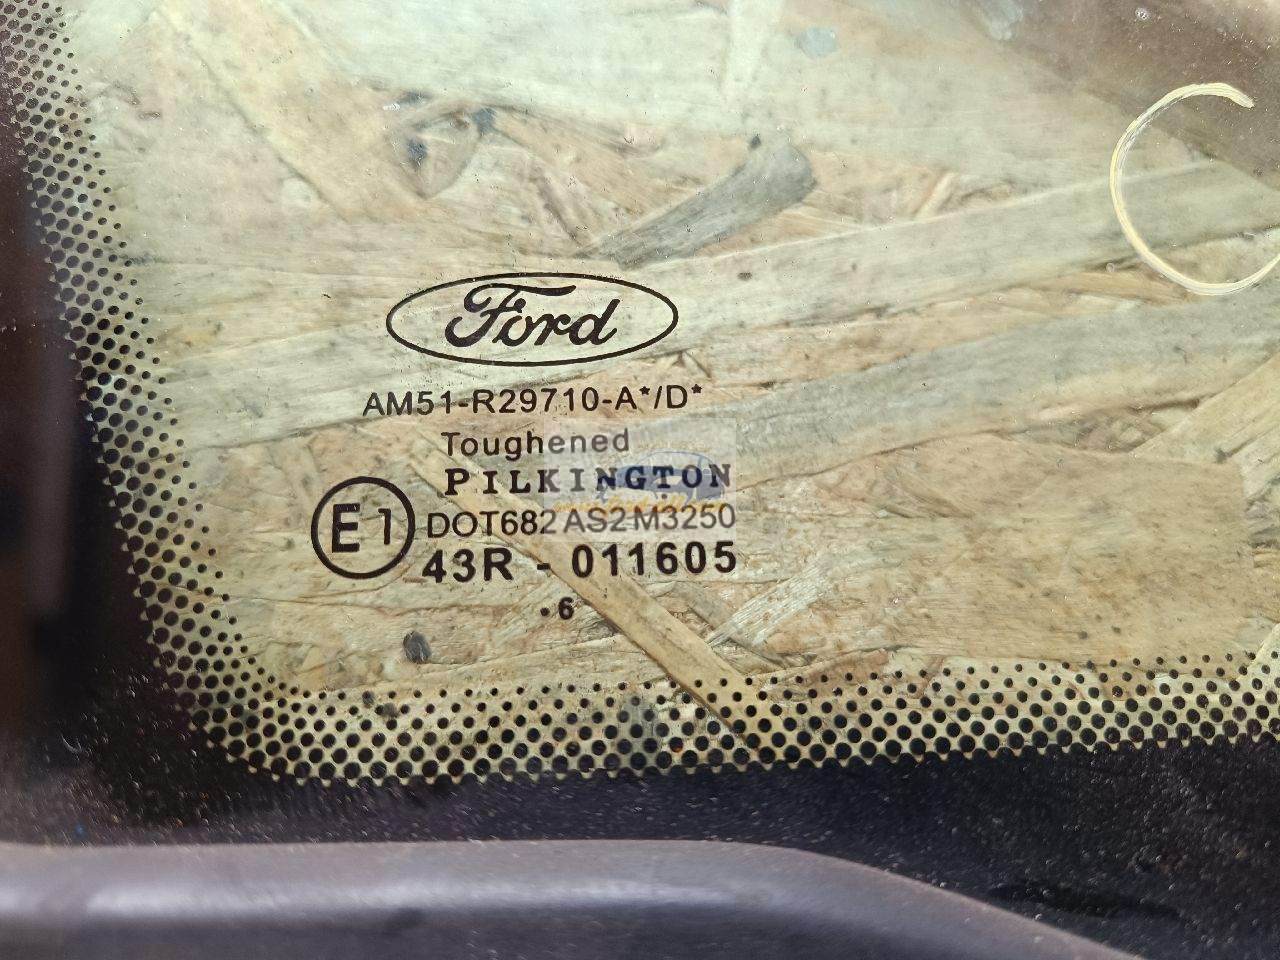 Ford
AM51-R29710-A*/D*
Toughened
PILKINGTON
E1 DOT682 AS2 M3250
43R - 011605
. 6